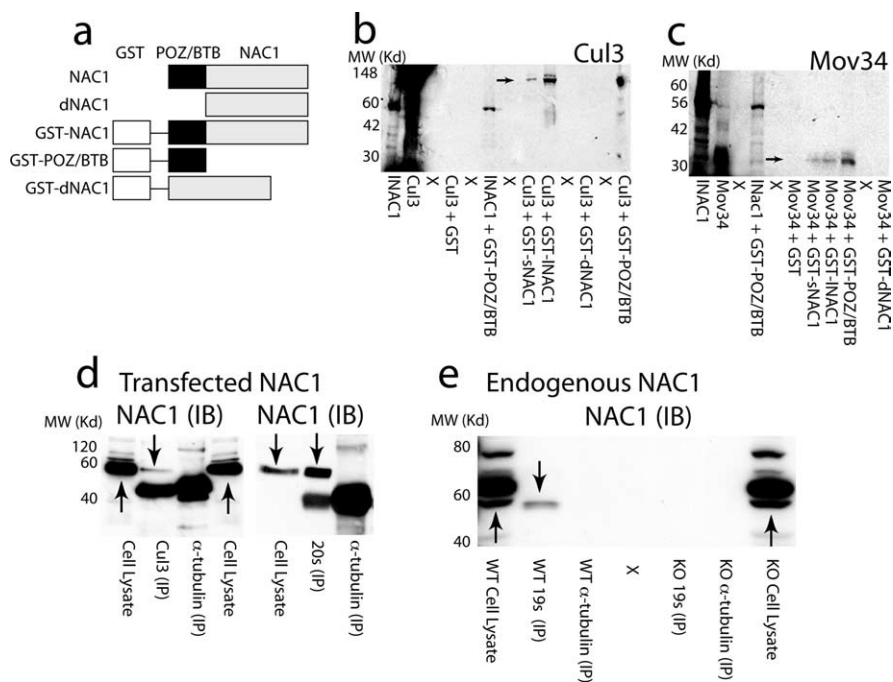 a
GST POZ/BTB NAC1
NAC1
dNAC1
GST-NAC1
GST-POZ/BTB
GST-dNAC1
b
Cul3
MW (Kd)
148
60
42
30
lNAC1
Cul3
X
Cul3 + GST
X
lNAC1 + GST-POZ/BTB
X
Cul3 + GST-sNAC1
Cul3 + GST-lNAC1
X
Cul3 + GST-dNAC1
X
Cul3 + GST-POZ/BTB
c
Mov34
MW (Kd)
60
56
42
30
lNAC1
Mov34
X
lNac1 + GST-POZ/BTB
X
Mov34 + GST
Mov34 + GST-sNAC1
Mov34 + GST-lNAC1
Mov34 + GST-POZ/BTB
X
Mov34 + GST-dNAC1
d
Transfected NAC1
NAC1 (IB) NAC1 (IB)
MW (Kd)
120
60
40
Cell Lysate
Cul3 (IP)
α-tubulin (IP)
Cell Lysate
Cell Lysate
20s (IP)
α-tubulin (IP)
e
Endogenous NAC1
NAC1 (IB)
MW (Kd)
80
60
40
WT Cell Lysate
WT 19s (IP)
WT α-tubulin (IP)
X
KO 19s (IP)
KO α-tubulin (IP)
KO Cell Lysate